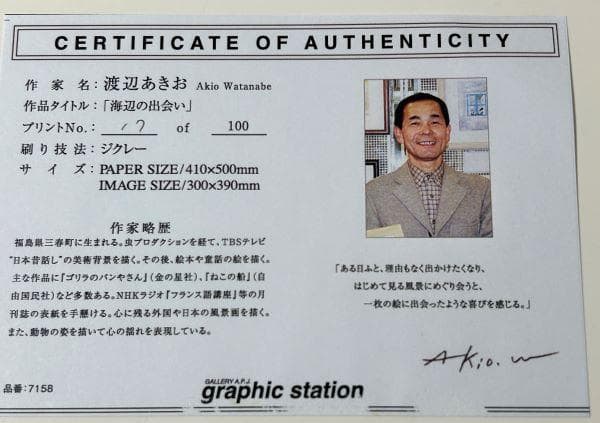 CERTIFICATE OF AUTHENTICITY
作家名:渡辺あきお Akio Watanabe
作品タイトル:「海辺の出会い」
プリントNo. 17 of 100
刷り技法:ジクレー
サイズ:PAPER SIZE/410×500mm
IMAGE SIZE/300×390mm
作家略歴
福島県三春町に生まれる。虫プロダクションを経て、TBSテレビ
"日本昔話し"の美術背景を描く。その後、絵本や童話の絵を描く。
主な作品に『ゴリラのパンやさん』(金の星社)、『ねこの船』(自
由国民社)など多数ある。NHKラジオ『フランス語講座』等の月
刊誌の表紙を手懸ける。心に残る外国や日本の風景画を描く。
また、動物の姿を描いて心の揺れを表現している。
「ある日ふと、理由もなく出かけたくなり、
はじめて見る風景にめぐり会うと、
一枚の絵に出会ったような喜びを感じる。」
Akio. w
品番:7158
GALLERY A.P.J.
graphic station